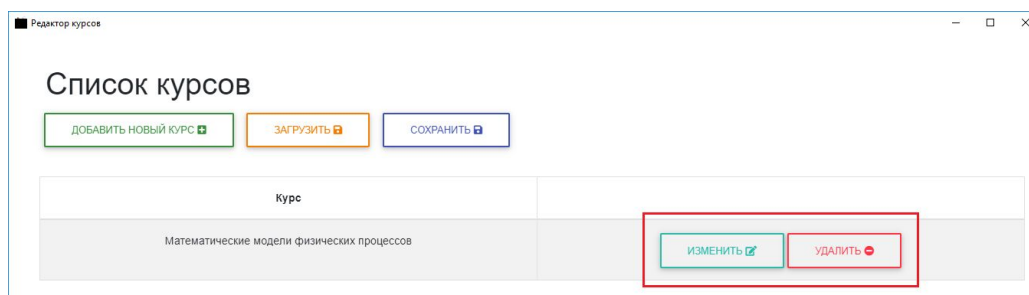 Редактор курсов
Список курсов
ДОБАВИТЬ НОВЫЙ КУРС ЗАГРУЗИТЬ СОХРАНИТЬ
Курс
Математические модели физических процессов ИЗМЕНИТЬ УДАЛИТЬ